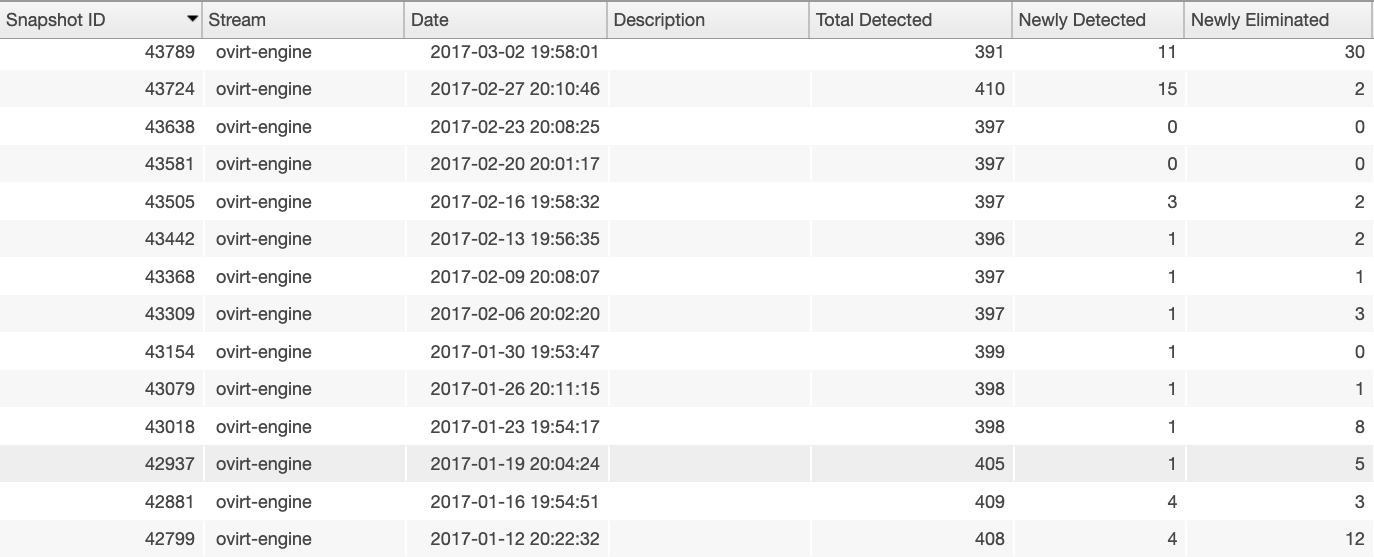 Snapshot ID Stream Date Description Total Detected Newly Detected Newly Eliminated
43789 ovirt-engine 2017-03-02 19:58:01 391 11 30
43724 ovirt-engine 2017-02-27 20:10:46 410 15 2
43638 ovirt-engine 2017-02-23 20:08:25 397 0 0
43581 ovirt-engine 2017-02-20 20:01:17 397 0 0
43505 ovirt-engine 2017-02-16 19:58:32 397 3 2
43442 ovirt-engine 2017-02-13 19:56:35 396 1 2
43368 ovirt-engine 2017-02-09 20:08:07 397 1 1
43309 ovirt-engine 2017-02-06 20:02:20 397 1 3
43154 ovirt-engine 2017-01-30 19:53:47 399 1 0
43079 ovirt-engine 2017-01-26 20:11:15 398 1 1
43018 ovirt-engine 2017-01-23 19:54:17 398 1 8
42937 ovirt-engine 2017-01-19 20:04:24 405 1 5
42881 ovirt-engine 2017-01-16 19:54:51 409 4 3
42799 ovirt-engine 2017-01-12 20:22:32 408 4 12